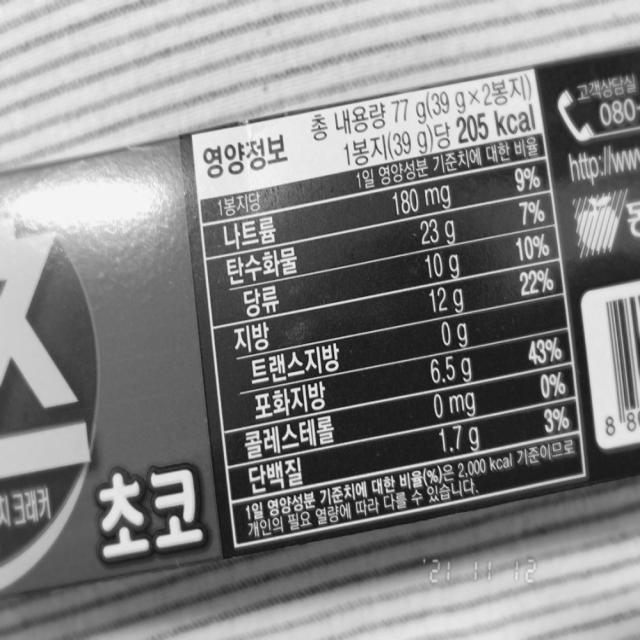 영양정보
총 내용량 77 g(39 g×2봉지)
1봉지(39 g)당 205 kcal
1봉지당
1일 영양성분 기준치에 대한 비율
나트륨 180 mg 9%
탄수화물 23 g 7%
당류 10 g 10%
지방 12 g 22%
트랜스지방 0 g
포화지방 6.5 g 43%
콜레스테롤 0 mg 0%
단백질 1.7 g 3%
1일 영양성분 기준치에 대한 비율(%)은 2,000 kcal 기준이므로
개인의 필요 열량에 따라 다를 수 있습니다.
고객상담실
080-
http://www
초코
크래커
'21 11 12